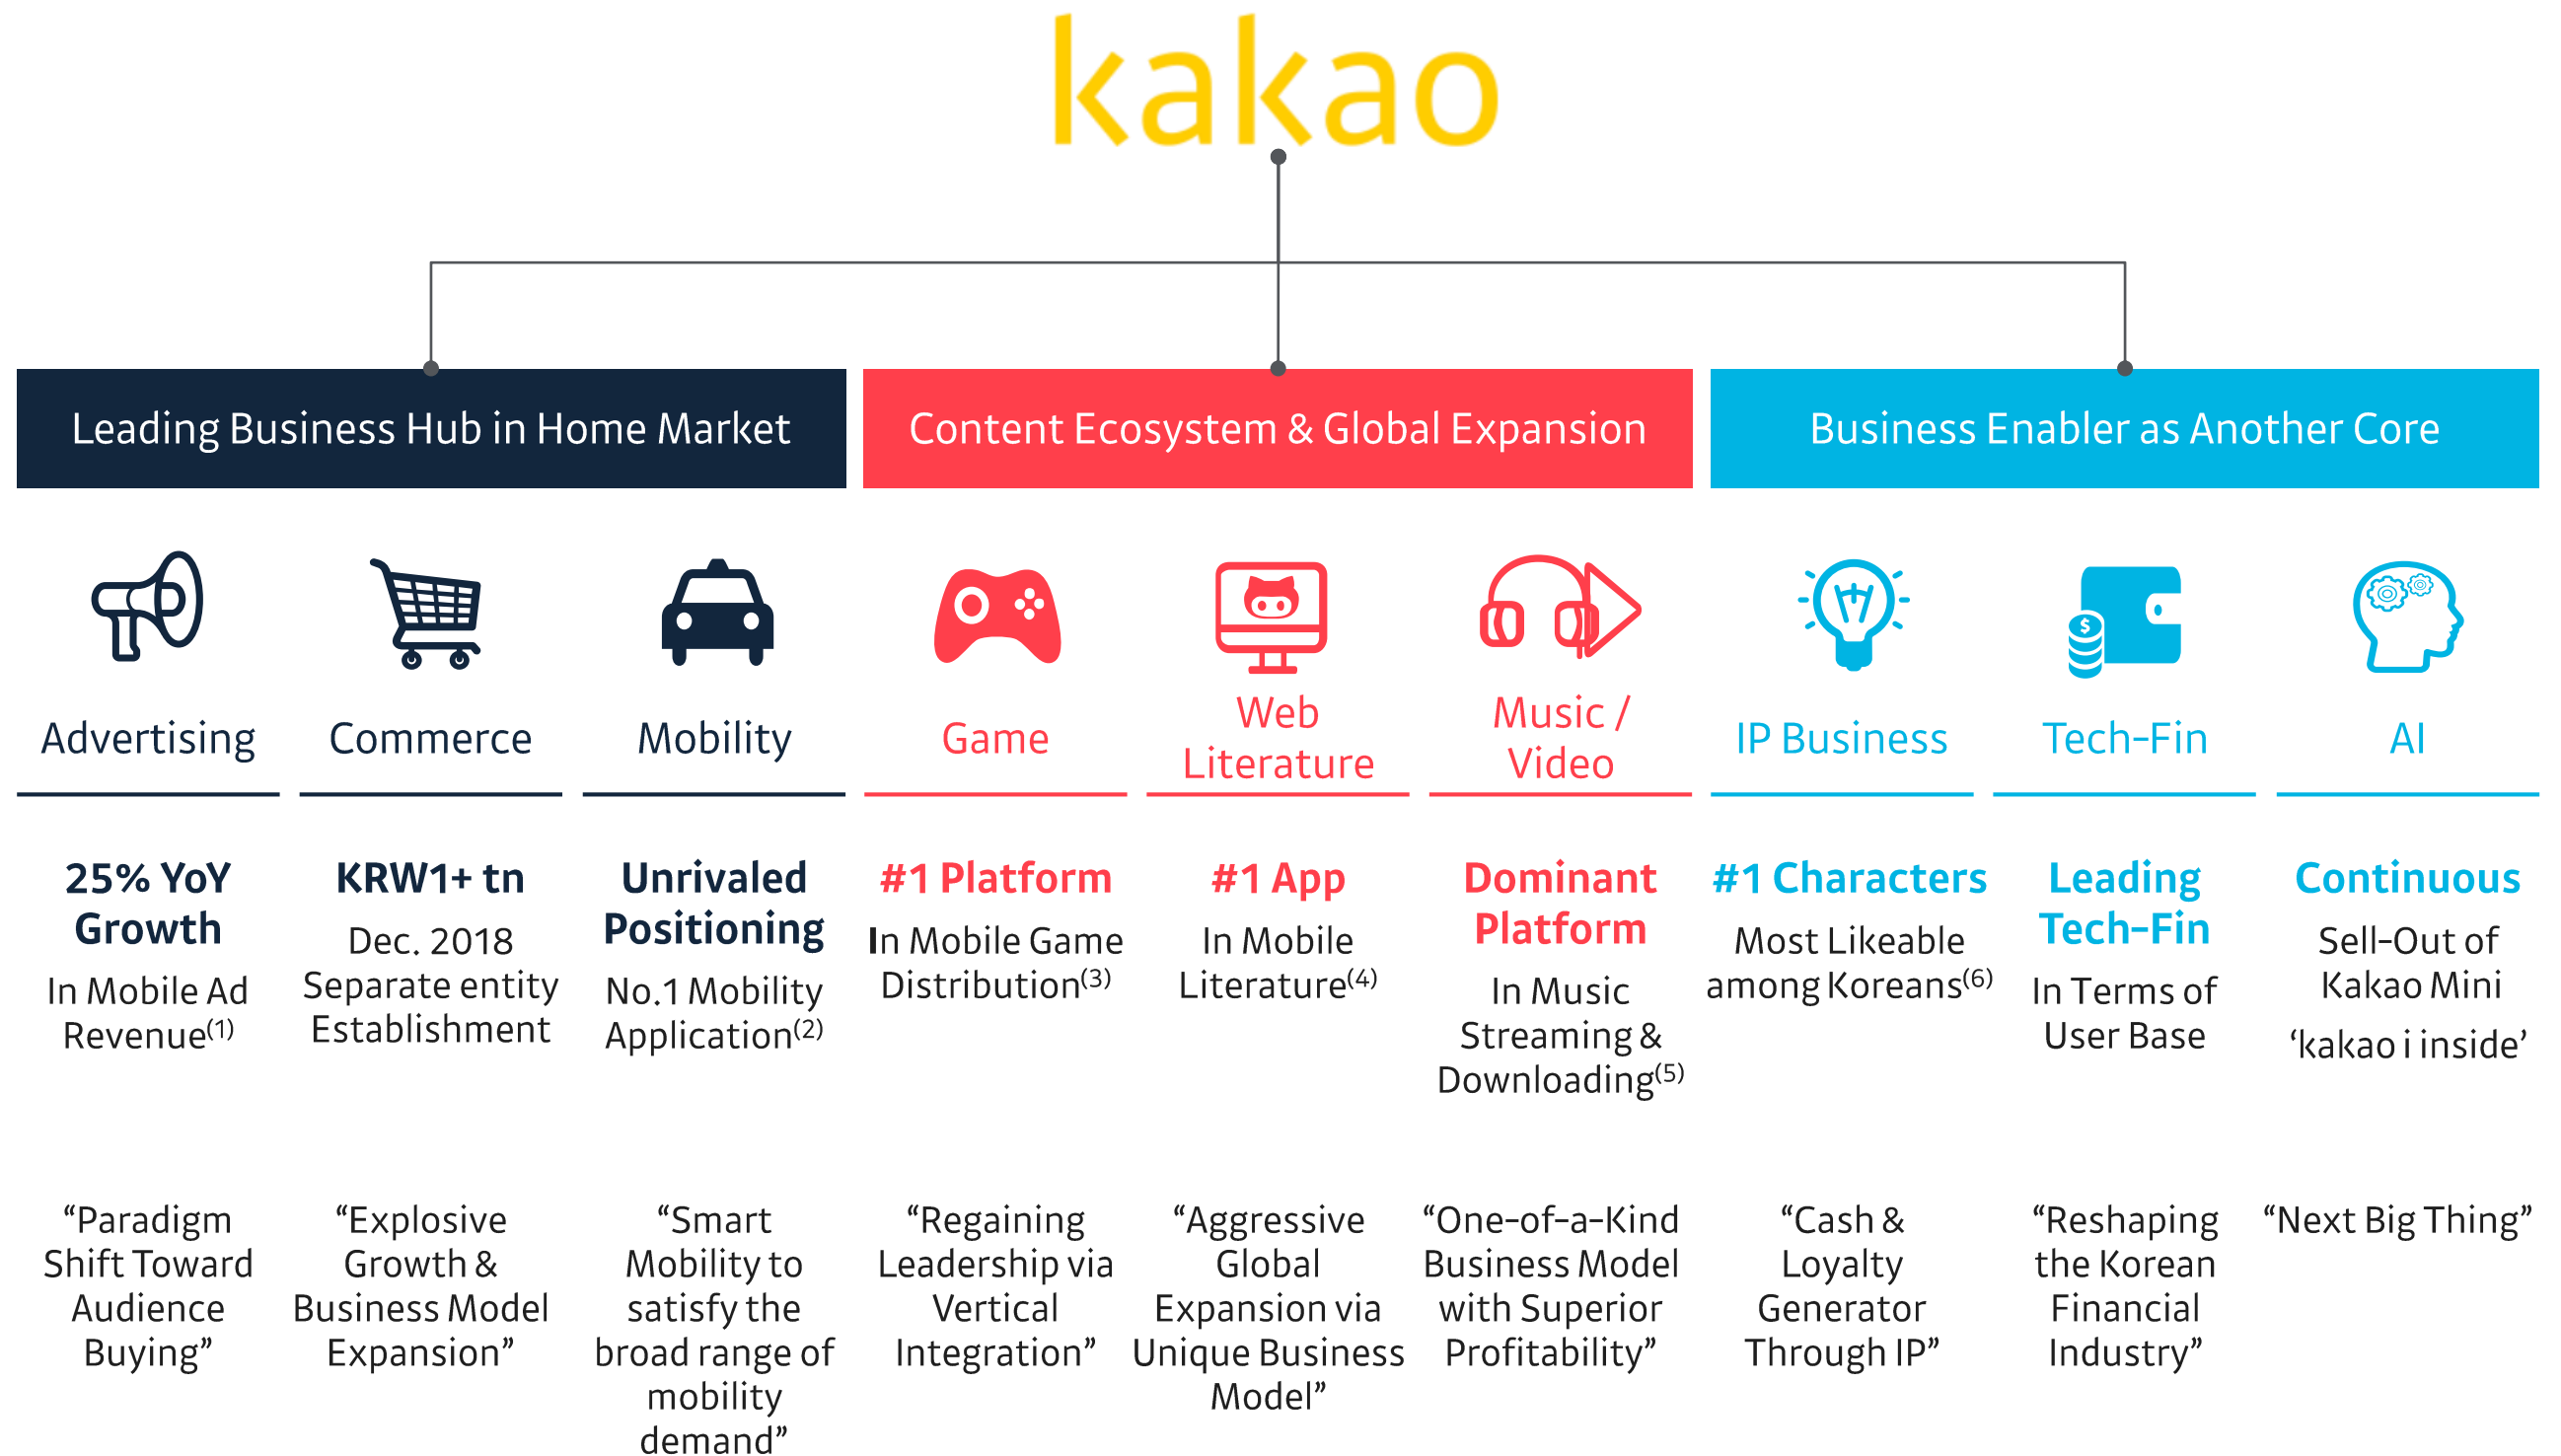 kakao
Leading Business Hub in Home Market
Content Ecosystem & Global Expansion
Business Enabler as Another Core
Advertising
Commerce
Mobility
Game
Web
Literature
Music /
Video
IP Business
Tech-Fin
AI
25% YoY
Growth
In Mobile Ad
Revenue(1)
KRW1+ tn
Dec. 2018
Separate entity
Establishment
Unrivaled
Positioning
No.1 Mobility
Application(2)
#1 Platform
In Mobile Game
Distribution(3)
#1 App
In Mobile
Literature(4)
Dominant
Platform
In Music
Streaming &
Downloading(5)
#1 Characters
Most Likeable
among Koreans(6)
Leading
Tech-Fin
In Terms of
User Base
Continuous
Sell-Out of
Kakao Mini
‘kakao i inside’
“Paradigm
Shift Toward
Audience
Buying”
“Explosive
Growth &
Business Model
Expansion”
“Smart
Mobility to
satisfy the
broad range of
mobility
demand”
“Regaining
Leadership via
Vertical
Integration”
“Aggressive
Global
Expansion via
Unique Business
Model”
“One-of-a-Kind
Business Model
with Superior
Profitability”
“Cash &
Loyalty
Generator
Through IP”
“Reshaping
the Korean
Financial
Industry”
“Next Big Thing”